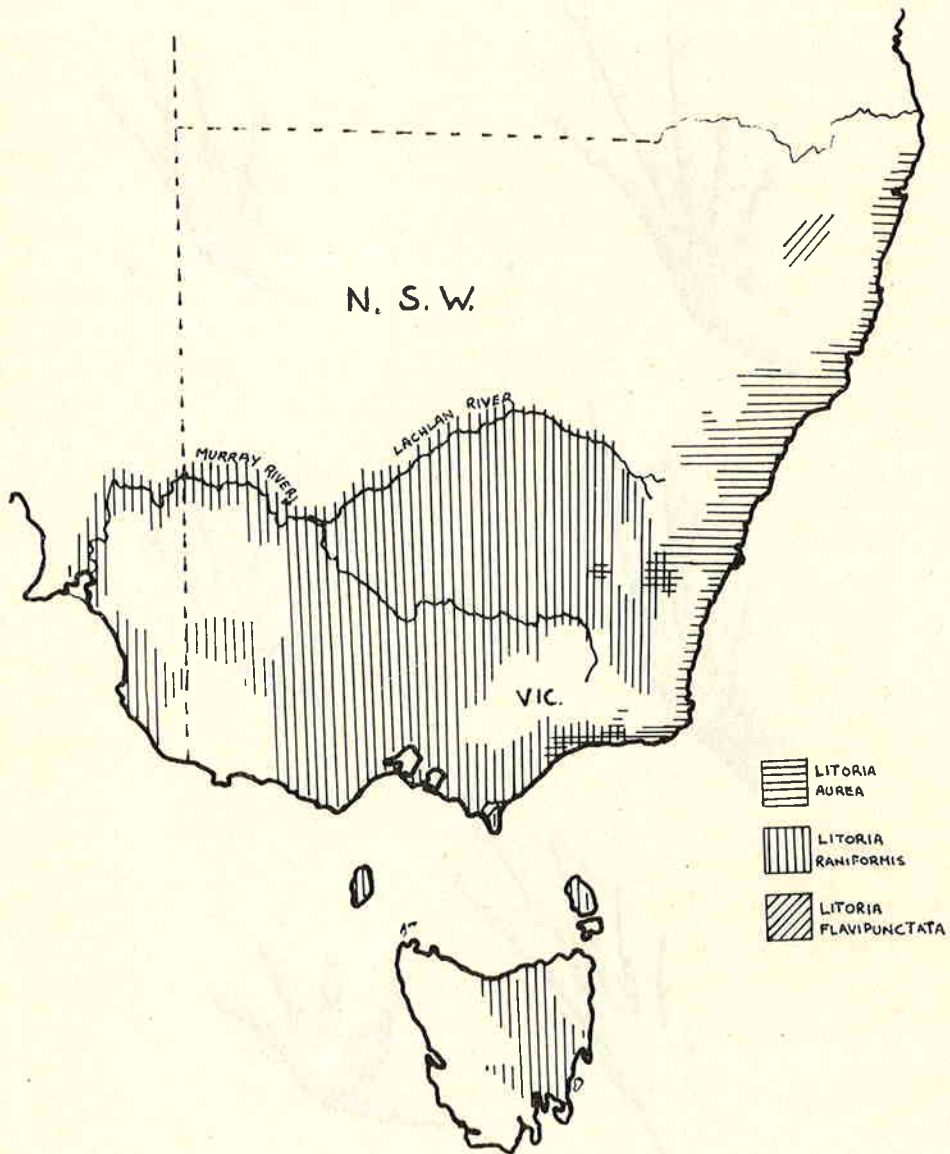 N. S. W.
LACHLAN RIVER
MURRAY RIVER
VIC.
LITORIA
AUREA
LITORIA
RANIFORMIS
LITORIA
FLAVIPUNCTATA